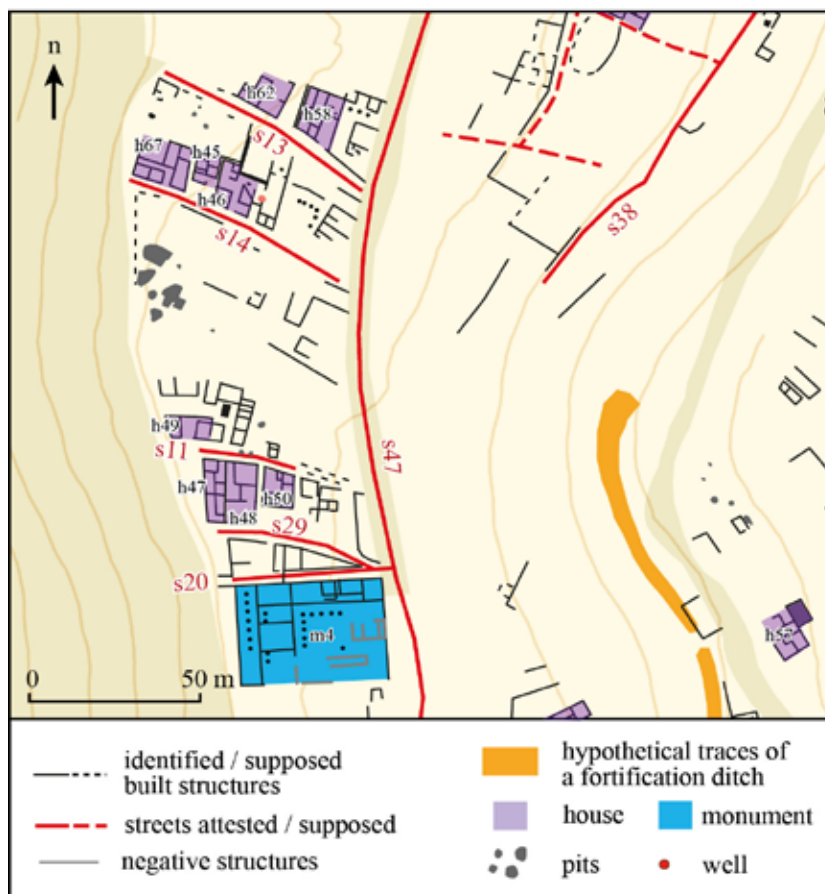 n
h62
h58
s13
h67
h45
h46
s14
s38
h49
s11
s47
h47
h50
h48
s29
s20
m4
h57
0 50 m
identified / supposed
built structures
streets attested / supposed
negative structures
hypothetical traces of
a fortification ditch
house
monument
pits
well